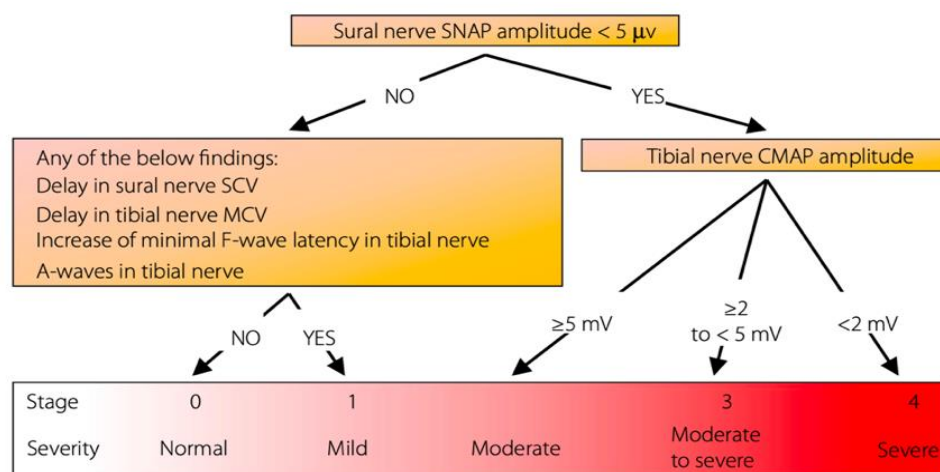 Sural nerve SNAP amplitude < 5 μv
NO
YES
Any of the below findings:
Delay in sural nerve SCV
Delay in tibial nerve MCV
Increase of minimal F-wave latency in tibial nerve
A-waves in tibial nerve
Tibial nerve CMAP amplitude
NO
YES
≥5 mV
≥2
to < 5 mV
<2 mV
Stage 0 1 3 4
Severity Normal Mild Moderate Moderate
to severe Severe